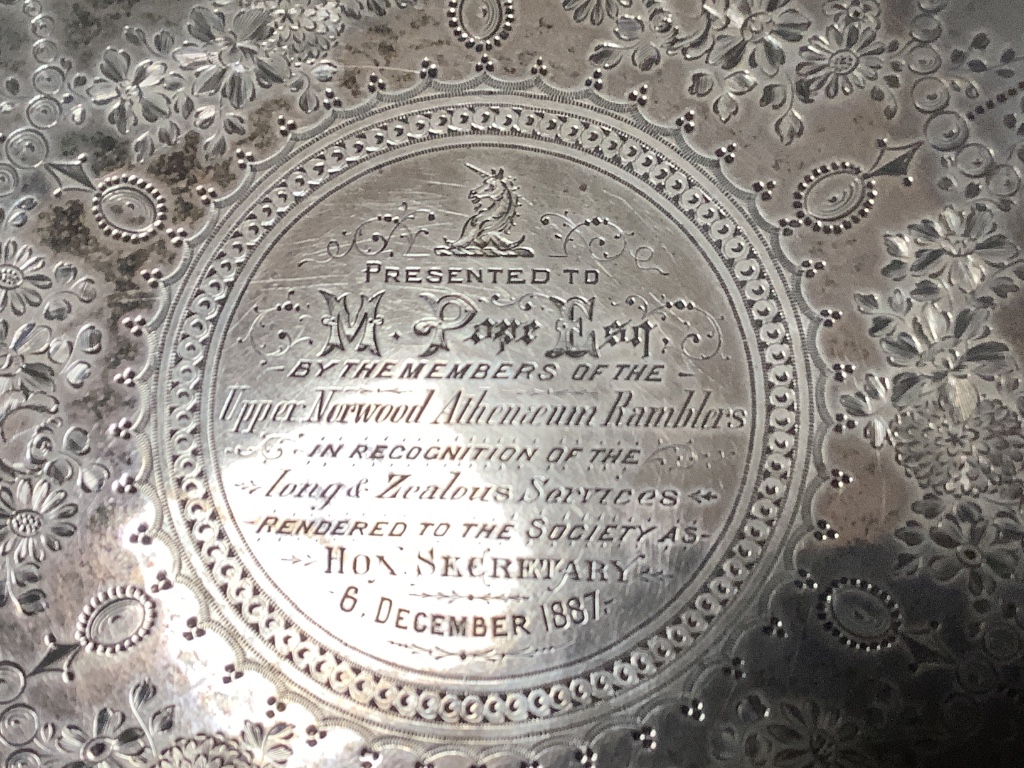 PRESENTED TO
M. Pope Esq.
BY THE MEMBERS OF THE
Upper Norwood Athenæum Ramblers
IN RECOGNITION OF THE
long & Zealous Services
RENDERED TO THE SOCIETY AS
HON SECRETARY
6. DECEMBER 1887.